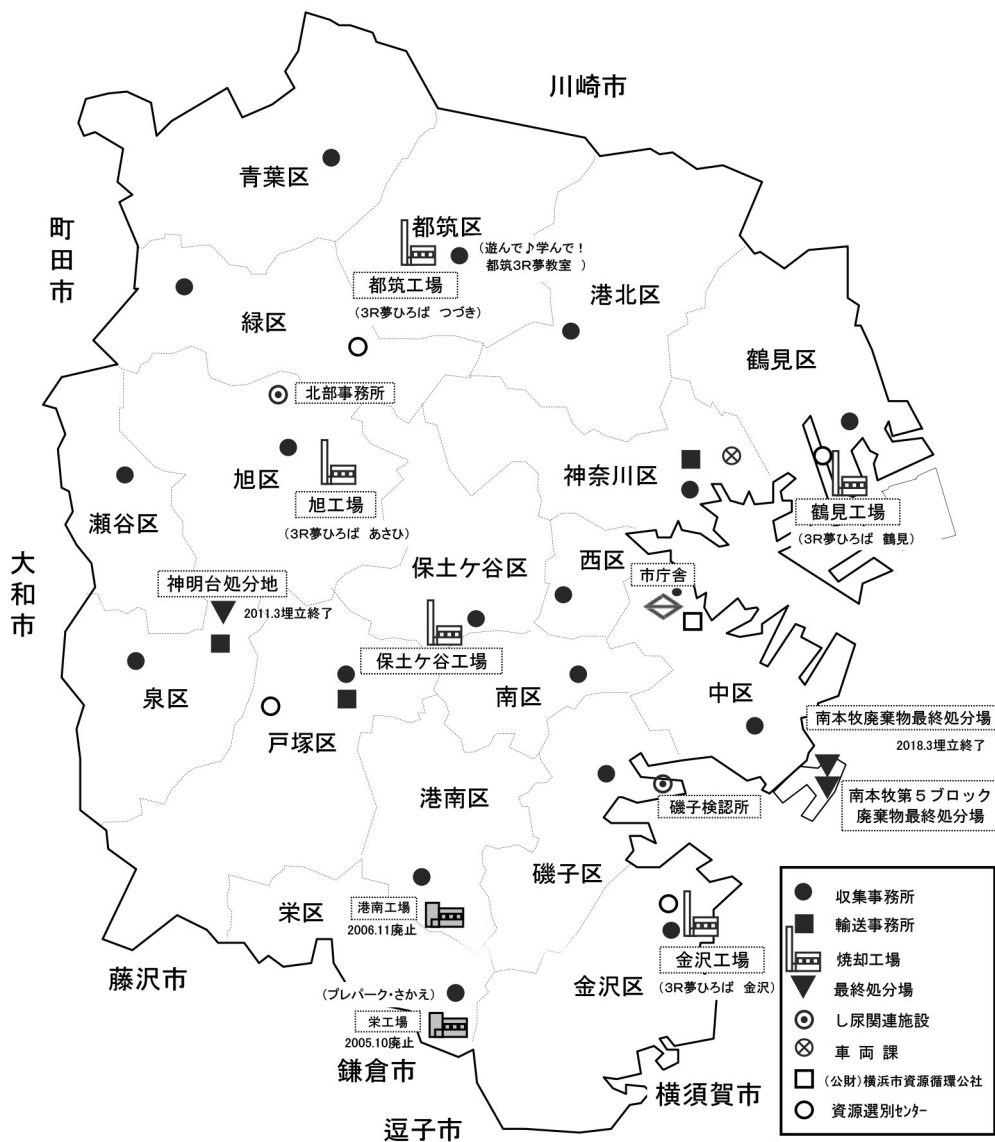 川崎市
青葉区
町田市
都筑区
(遊んで♪学んで!
都筑3R夢教室 )
都筑工場
(3R夢ひろば つづき)
港北区
緑区
鶴見区
北部事務所
旭区
神奈川区
瀬谷区
旭工場
(3R夢ひろば あさひ)
鶴見工場
(3R夢ひろば 鶴見)
大和市
保土ケ谷区
西区
市庁舎
神明台処分地
2011.3埋立終了
保土ケ谷工場
泉区
南区
中区
戸塚区
南本牧廃棄物最終処分場
2018.3埋立終了
港南区
磯子検認所
南本牧第5ブロック
廃棄物最終処分場
磯子区
栄区
港南工場
2006.11廃止
藤沢市
金沢工場
(3R夢ひろば 金沢)
金沢区
(プレパーク・さかえ)
栄工場
2005.10廃止
鎌倉市
横須賀市
逗子市
収集事務所
輸送事務所
焼却工場
最終処分場
し尿関連施設
車両課
(公財)横浜市資源循環公社
資源選別センター